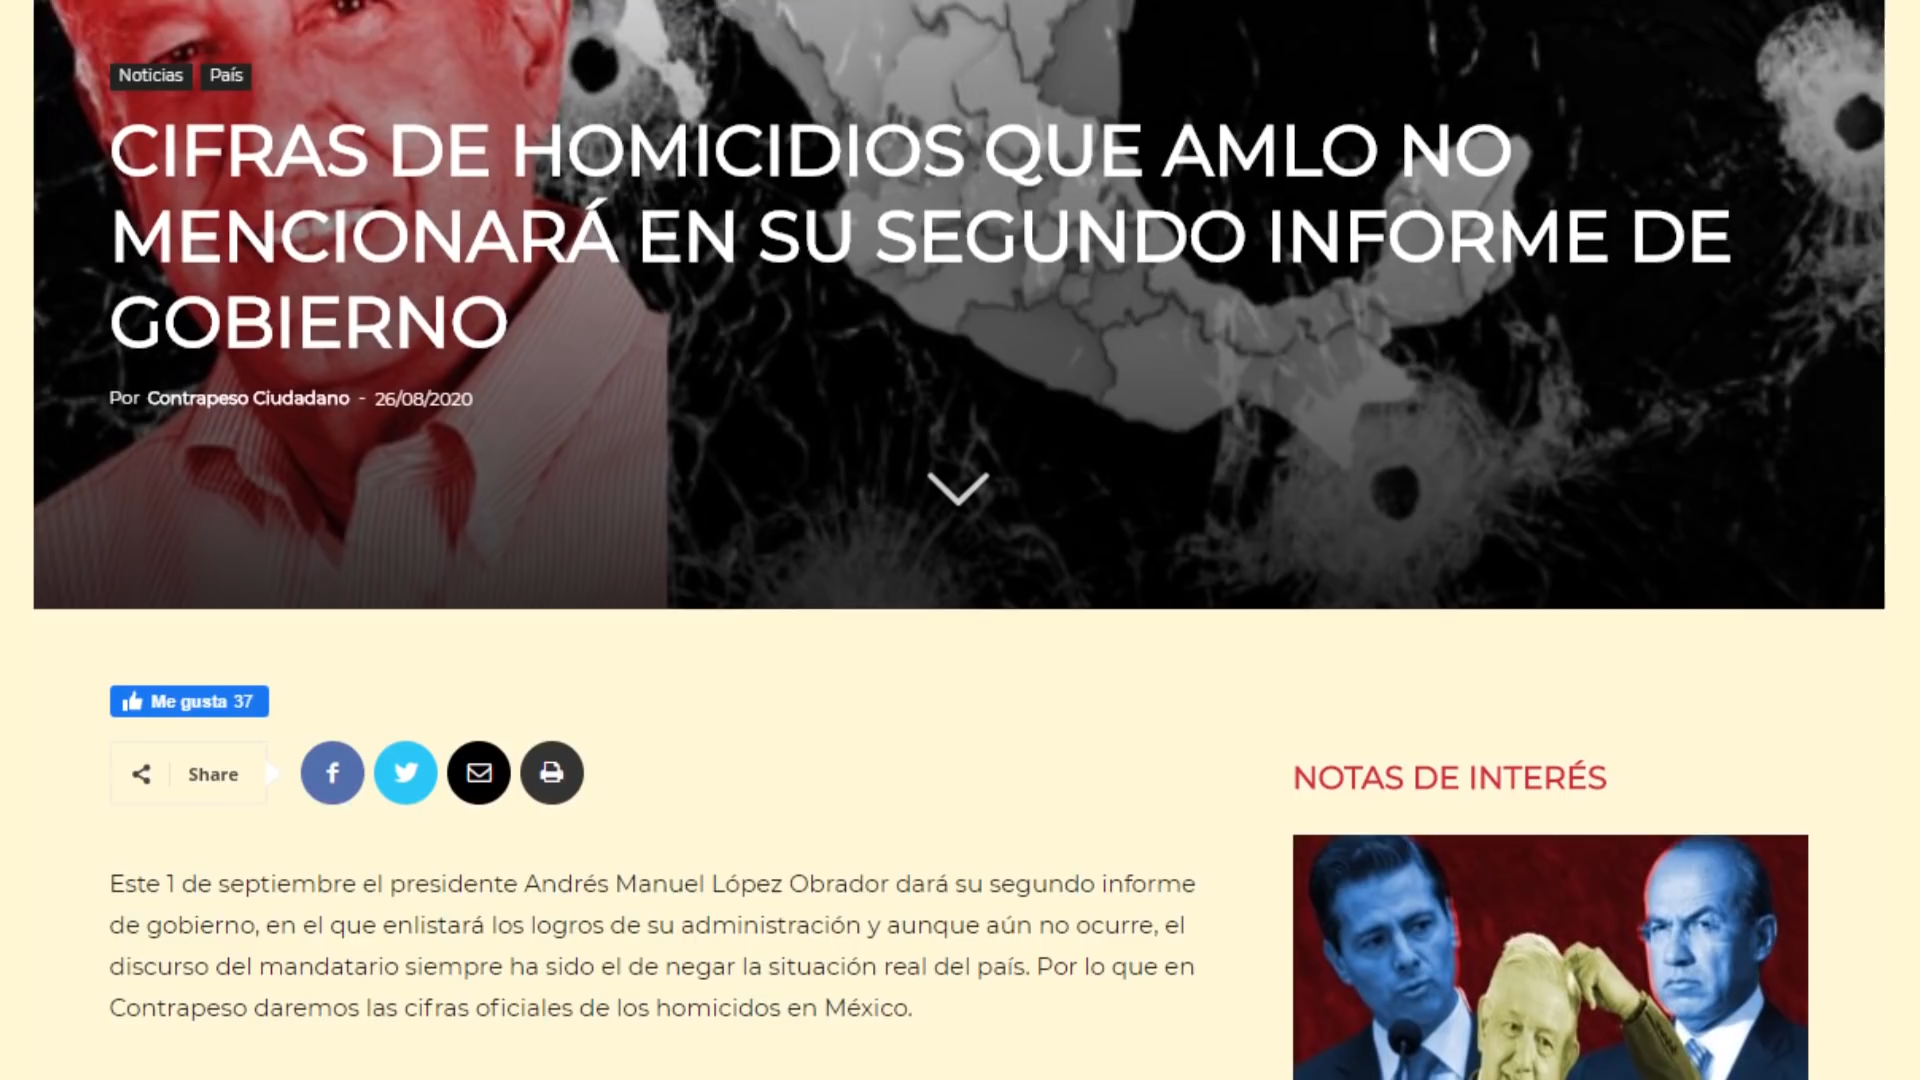 Noticias País
CIFRAS DE HOMICIDIOS QUE AMLO NO
MENCIONARÁ EN SU SEGUNDO INFORME DE
GOBIERNO
Por Contrapeso Ciudadano - 26/08/2020
Me gusta 37
Share
NOTAS DE INTERÉS
Este 1 de septiembre el presidente Andrés Manuel López Obrador dará su segundo informe
de gobierno, en el que enlistará los logros de su administración y aunque aún no ocurre, el
discurso del mandatario siempre ha sido el de negar la situación real del país. Por lo que en
Contrapeso daremos las cifras oficiales de los homicidos en México.